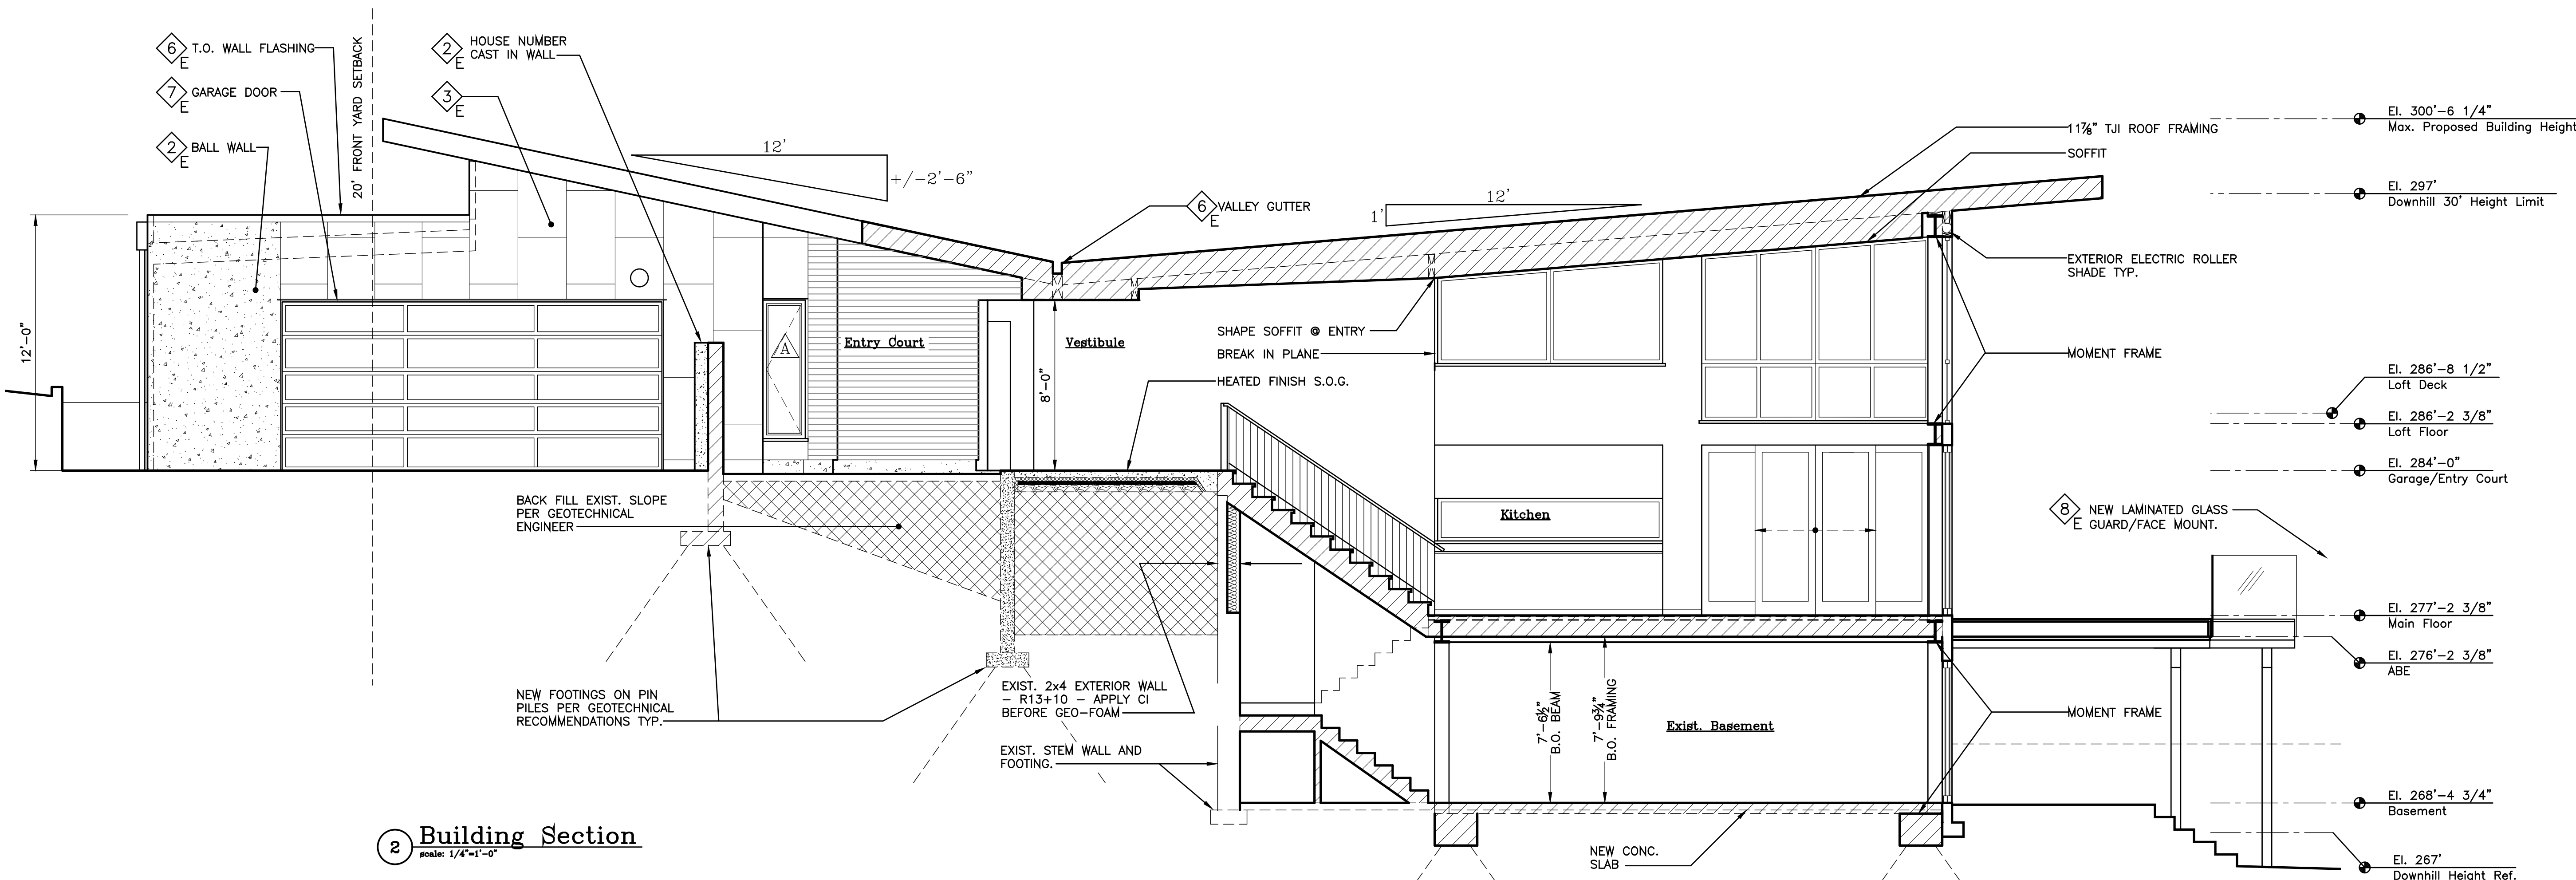 6
E
T.O. WALL FLASHING
7
E
GARAGE DOOR
2
E
BALL WALL
20' FRONT YARD SETBACK
2
E
HOUSE NUMBER
CAST IN WALL
3
E
12'
+/-2'-6"
6
E
VALLEY GUTTER
1'
12'
11⅞" TJI ROOF FRAMING
SOFFIT
EXTERIOR ELECTRIC ROLLER
SHADE TYP.
MOMENT FRAME
El. 300'-6 1/4"
Max. Proposed Building Height
El. 297'
Downhill 30' Height Limit
El. 286'-8 1/2"
Loft Deck
El. 286'-2 3/8"
Loft Floor
El. 284'-0"
Garage/Entry Court
12'-0"
A
Entry Court
Vestibule
8'-0"
SHAPE SOFFIT @ ENTRY
BREAK IN PLANE
HEATED FINISH S.O.G.
Kitchen
8
E
NEW LAMINATED GLASS
GUARD/FACE MOUNT.
BACK FILL EXIST. SLOPE
PER GEOTECHNICAL
ENGINEER
NEW FOOTINGS ON PIN
PILES PER GEOTECHNICAL
RECOMMENDATIONS TYP.
EXIST. 2x4 EXTERIOR WALL
- R13+10 - APPLY CI
BEFORE GEO-FOAM
EXIST. STEM WALL AND
FOOTING.
7'-6½"
B.O. BEAM
7'-9¾"
B.O. FRAMING
Exist. Basement
MOMENT FRAME
El. 277'-2 3/8"
Main Floor
El. 276'-2 3/8"
ABE
El. 268'-4 3/4"
Basement
El. 267'
Downhill Height Ref.
NEW CONC.
SLAB
2
Building Section
scale: 1/4"=1'-0"